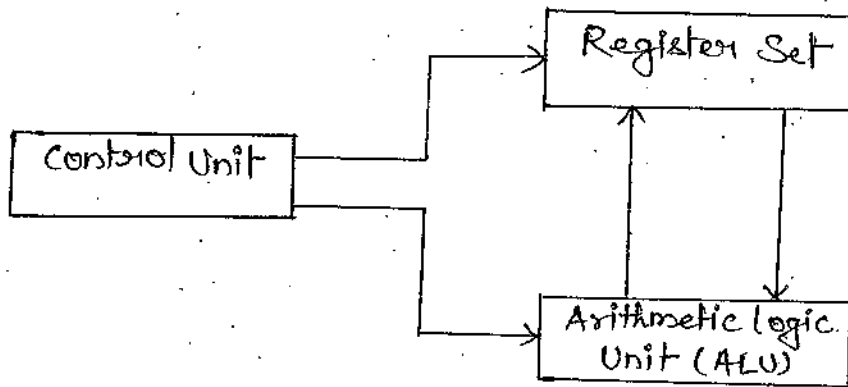 Register Set
Control Unit
Arithmetic logic
Unit (ALU)